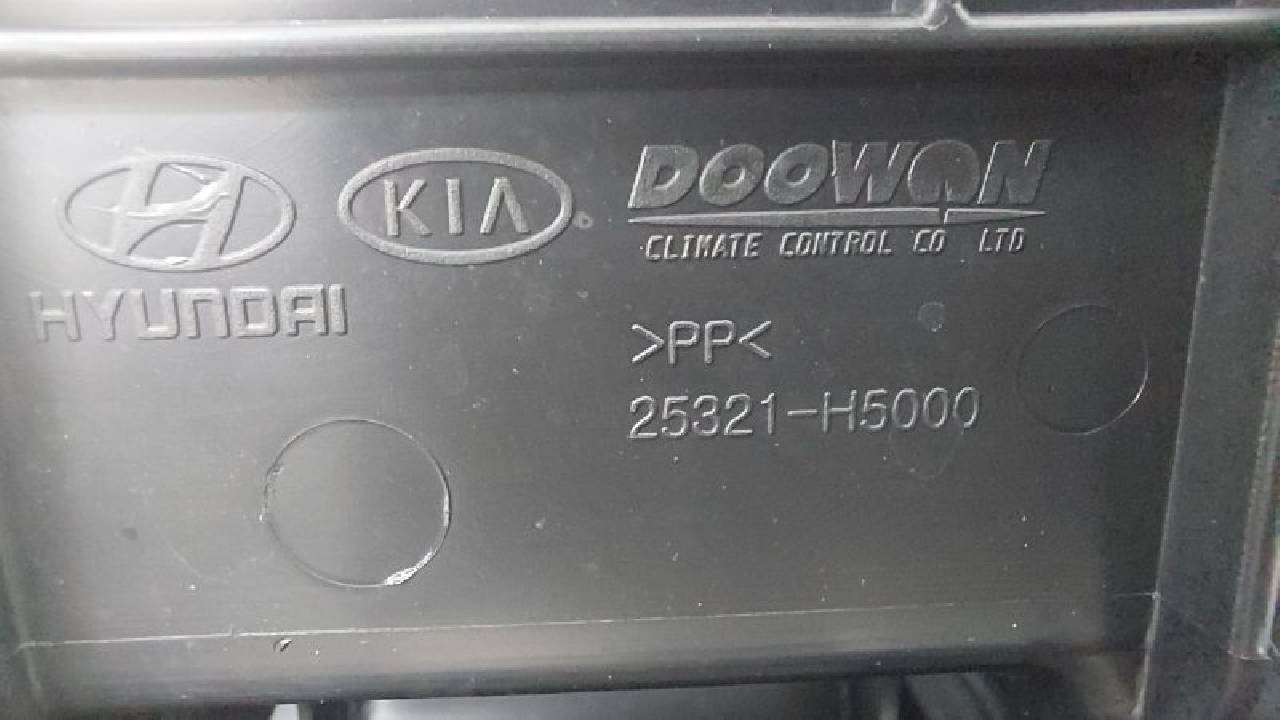 HYUNDAI
KIA
DOOWON
CLIMATE CONTROL CO LTD
>PP<
25321-H5000